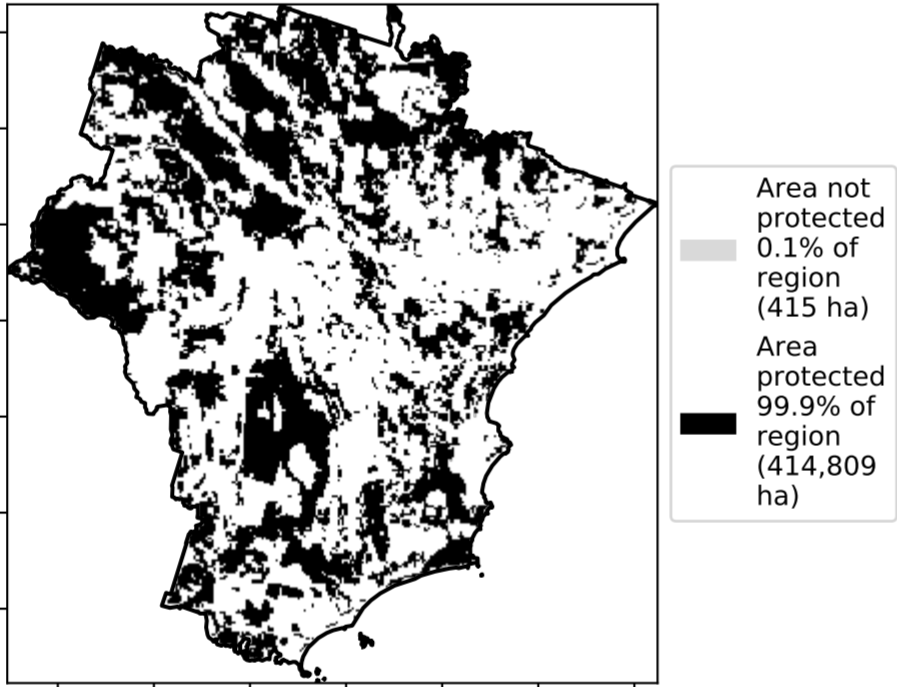 Area not
protected
0.1% of
region
(415 ha)
Area
protected
99.9% of
region
(414,809
ha)